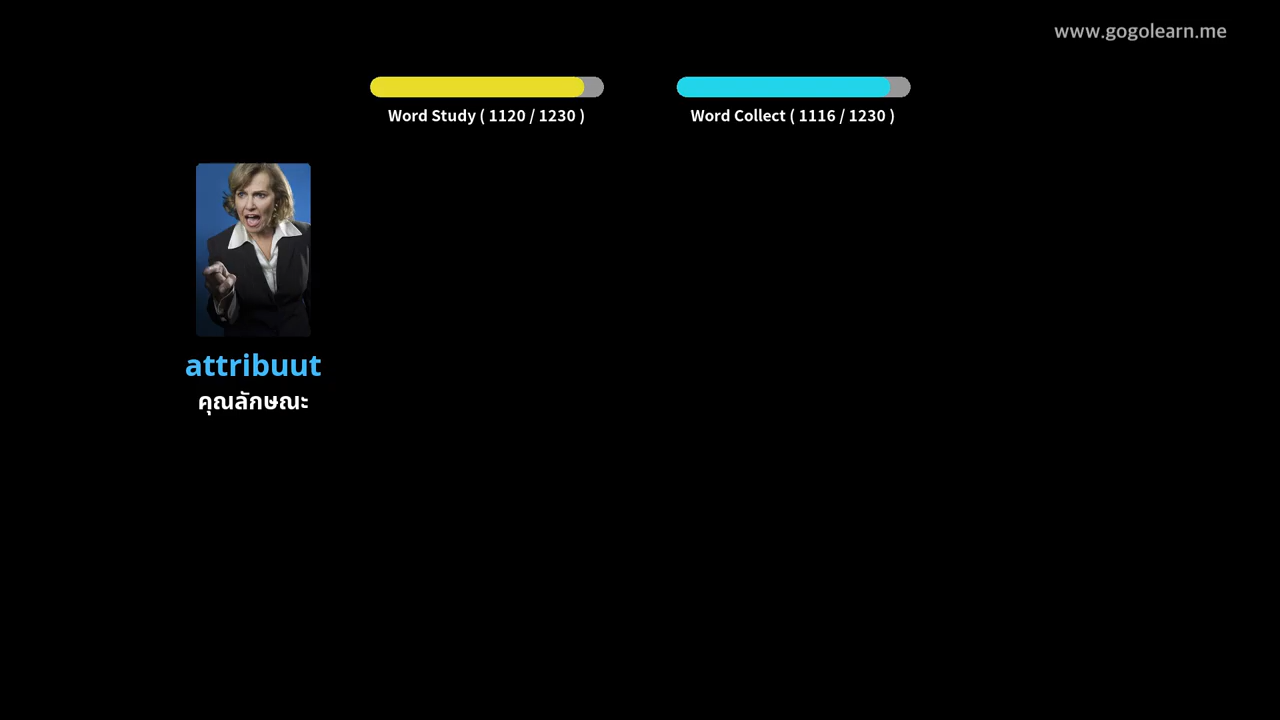 www.gogolearn.me
Word Study ( 1120 / 1230 )
Word Collect ( 1116 / 1230 )
attribuut
คุณลักษณะ